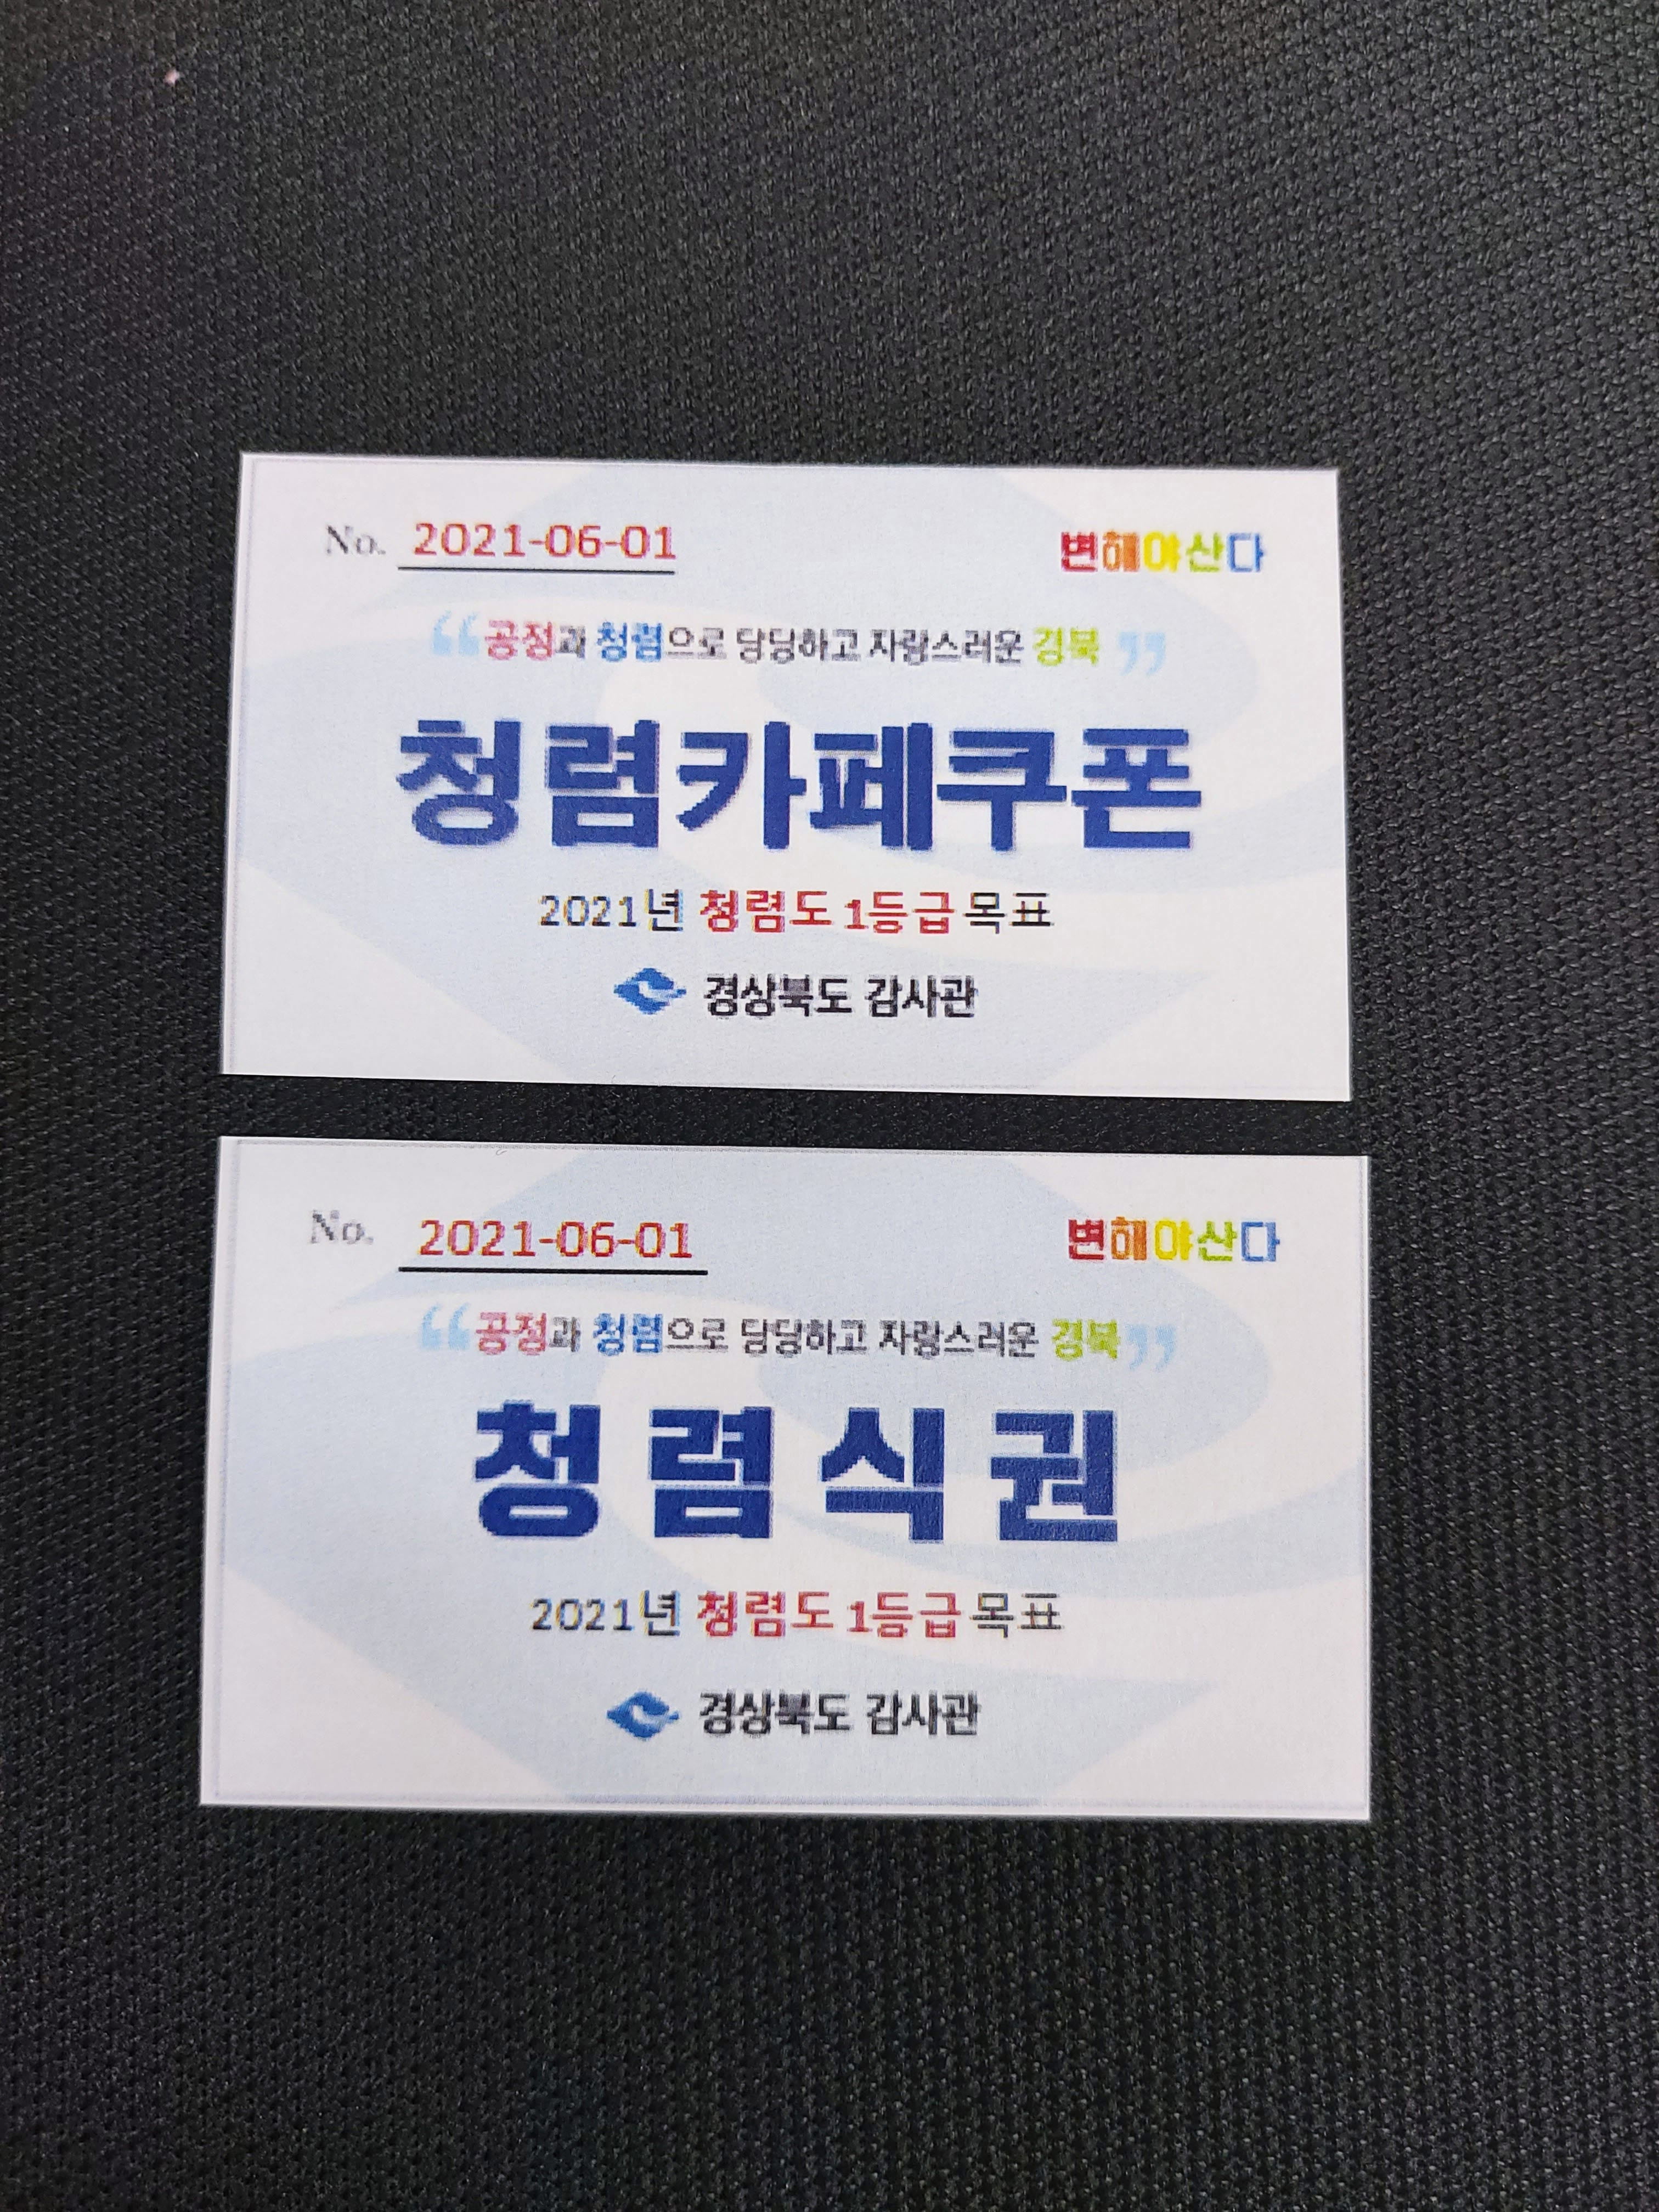 No. 2021-06-01 변해야산다
“공정과 청렴으로 당당하고 자랑스러운 경북”
청렴카페쿠폰
2021년 청렴도 1등급 목표
경상북도 감사관
No. 2021-06-01 변해야산다
“공정과 청렴으로 당당하고 자랑스러운 경북”
청렴식권
2021년 청렴도 1등급 목표
경상북도 감사관